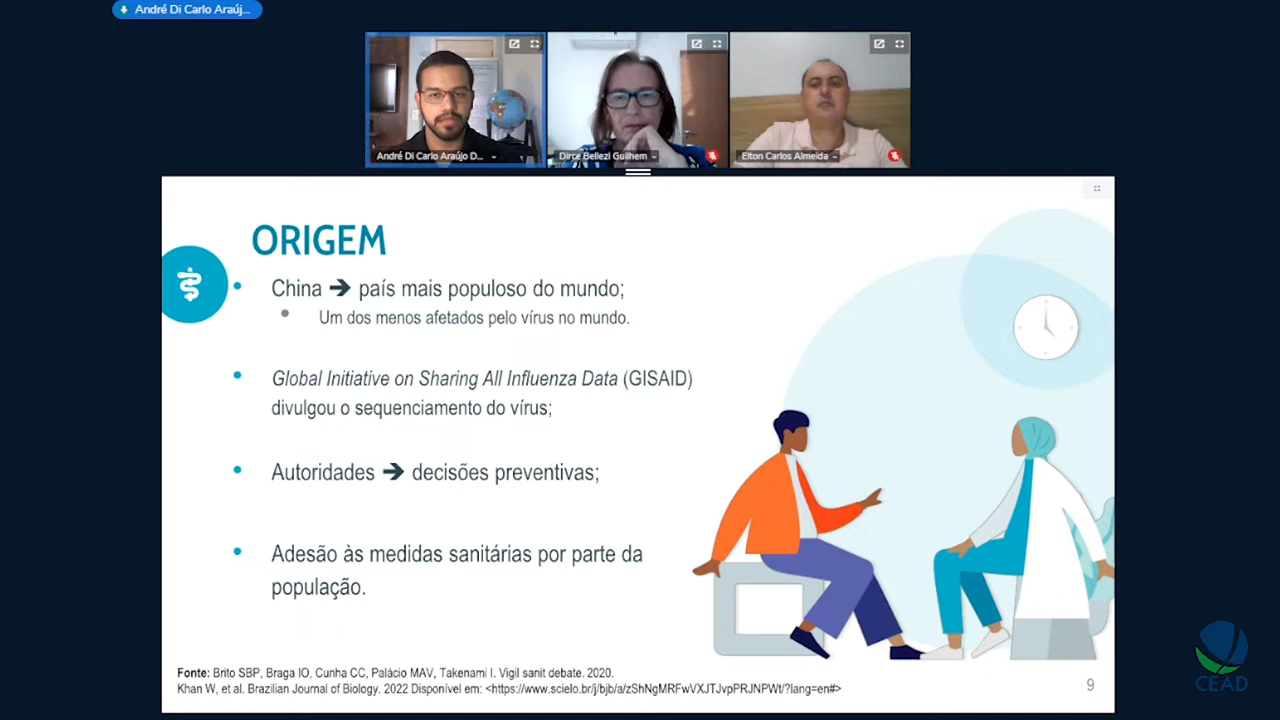 André Di Carlo Araúj...
André Di Carlo Araújo D...
Dirce Bellezi Guilhem
Elton Carlos Almeida
ORIGEM
• China ➔ país mais populoso do mundo;
• Um dos menos afetados pelo vírus no mundo.
• Global Initiative on Sharing All Influenza Data (GISAID)
divulgou o sequenciamento do vírus;
• Autoridades ➔ decisões preventivas;
• Adesão às medidas sanitárias por parte da
população.
Fonte: Brito SBP, Braga IO, Cunha CC, Palácio MAV, Takenami I. Vigil sanit debate. 2020.
Khan W, et al. Brazilian Journal of Biology. 2022 Disponível em: <https://www.scielo.br/j/bjb/a/zShNgMRFwVXJTJvpPRJNPWt/?lang=en#>
9
CEAD